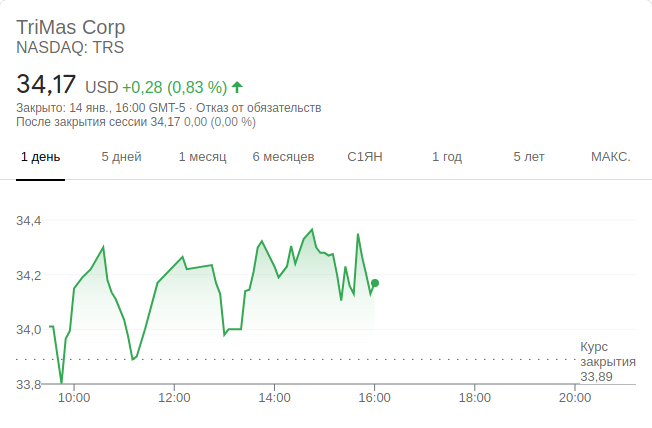 TriMas Corp
NASDAQ: TRS
34,17 USD +0,28 (0,83 %)
Закрыто: 14 янв., 16:00 GMT-5 · Отказ от обязательств
После закрытия сессии 34,17 0,00 (0,00 %)
1 день 5 дней 1 месяц 6 месяцев С1ЯН 1 год 5 лет МАКС.
34,4
34,2
34,0
33,8
Курс
закрытия
33,89
10:00 12:00 14:00 16:00 18:00 20:00